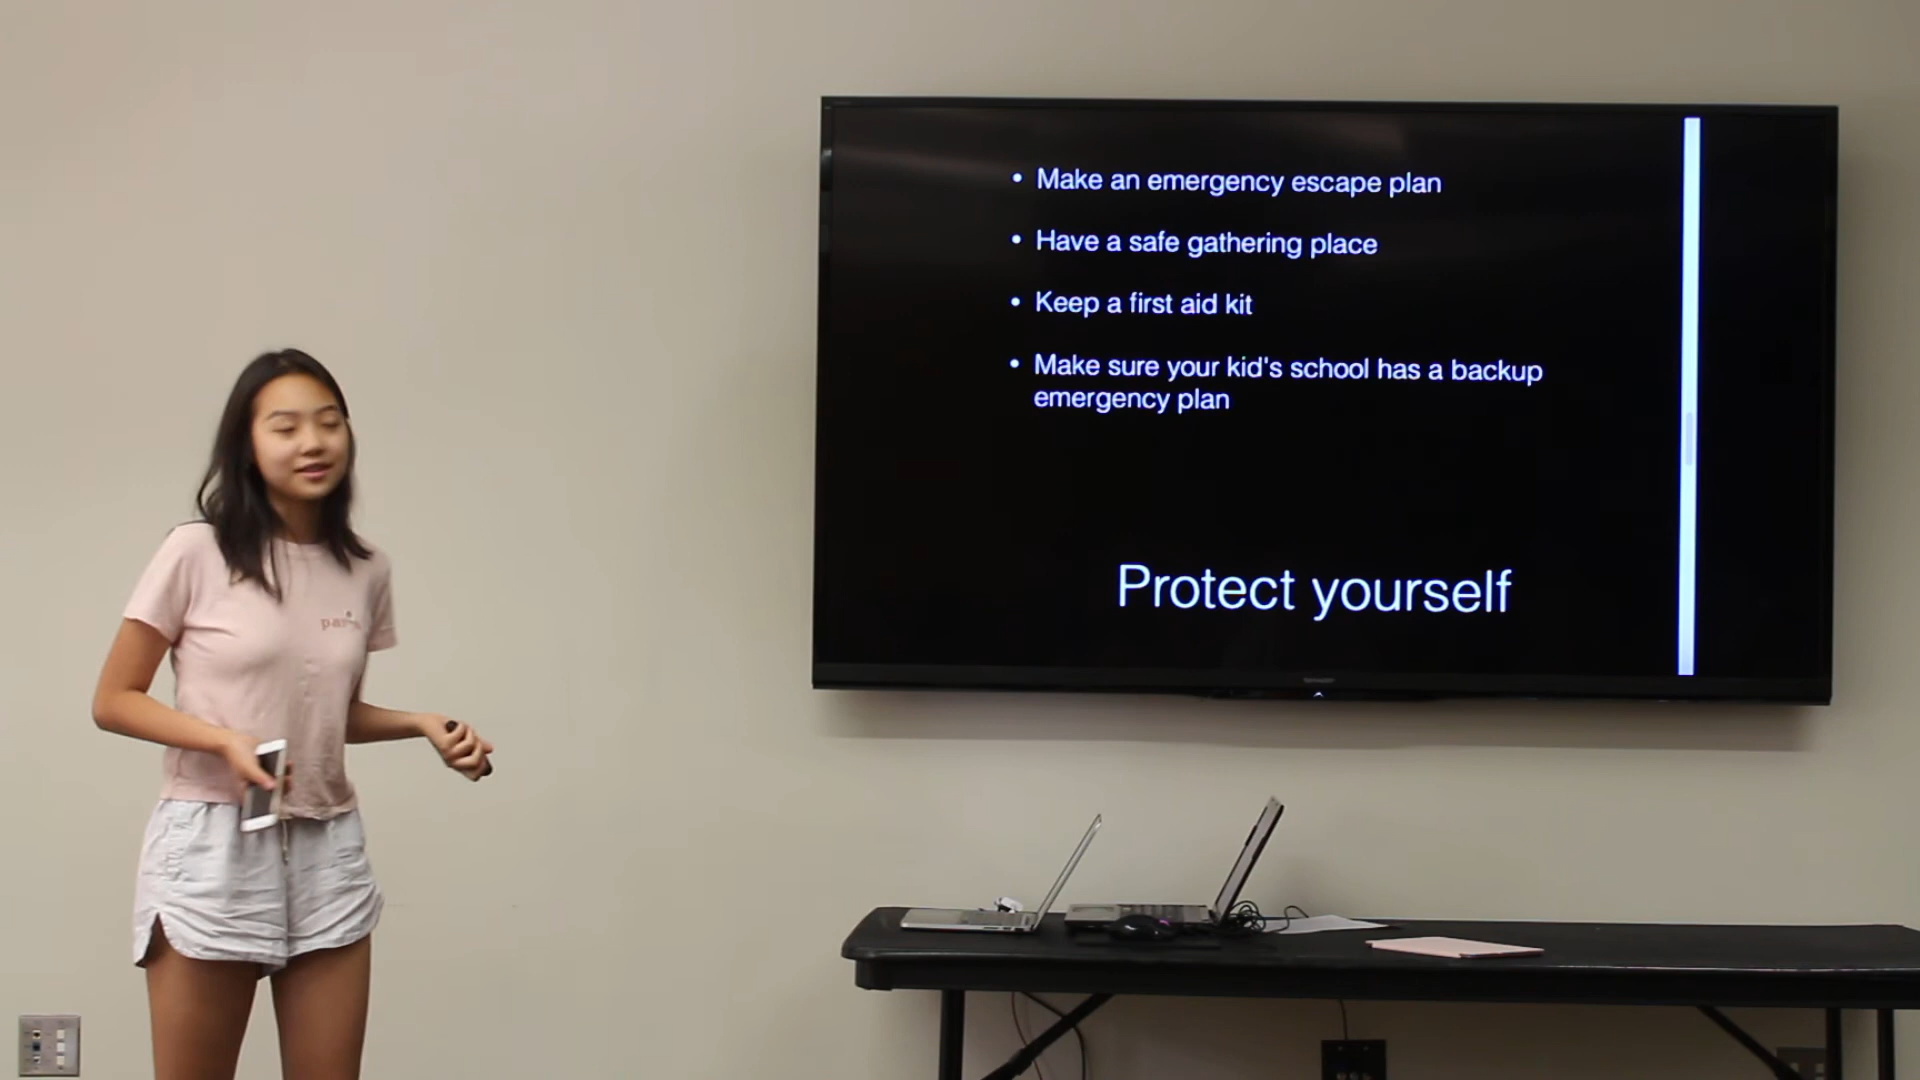 • Make an emergency escape plan
• Have a safe gathering place
• Keep a first aid kit
• Make sure your kid's school has a backup
emergency plan
Protect yourself